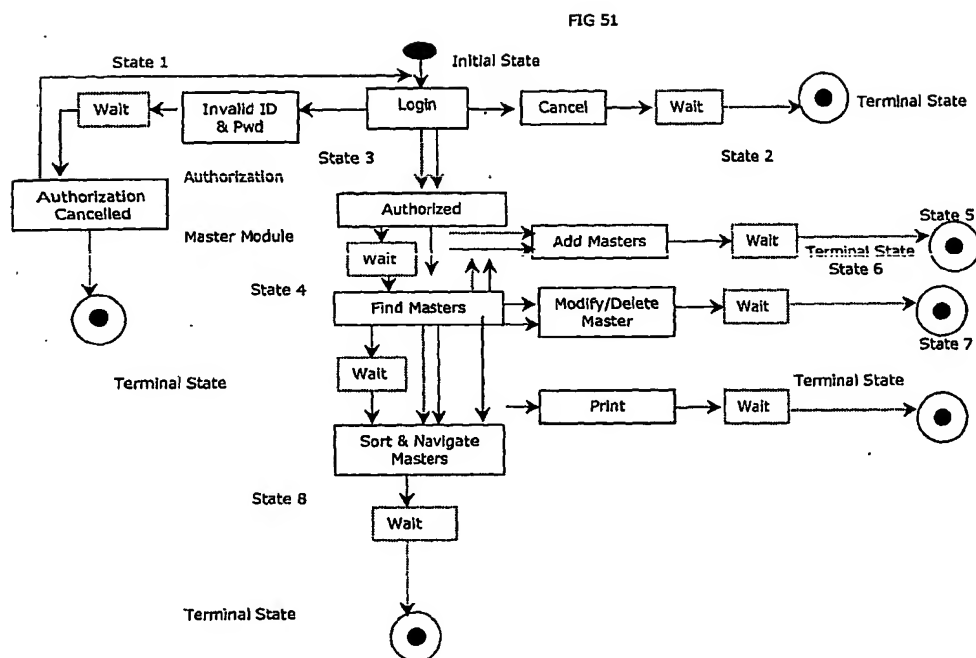 FIG 51
State 1
Initial State
Wait
Invalid ID
& Pwd
Login
Cancel
Wait
Terminal State
State 3
State 2
Authorization
Cancelled
Authorization
Authorized
Master Module
Wait
Add Masters
Wait
State 5
Terminal State
State 6
State 4
Find Masters
Modify/Delete
Master
Wait
State 7
Terminal State
Wait
Terminal State
Print
Wait
Sort & Navigate
Masters
State 8
Wait
Terminal State